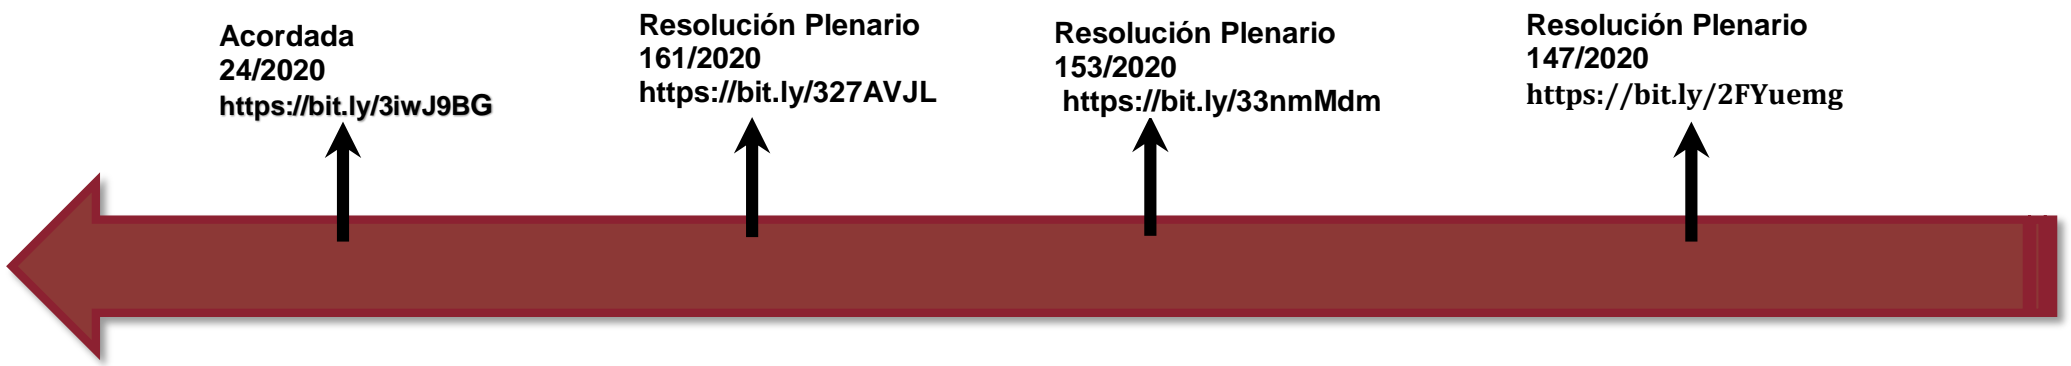 Acordada
24/2020
https://bit.ly/3iwJ9BG
Resolución Plenario
161/2020
https://bit.ly/327AVJL
Resolución Plenario
153/2020
https://bit.ly/33nmMdm
Resolución Plenario
147/2020
https://bit.ly/2FYuemg